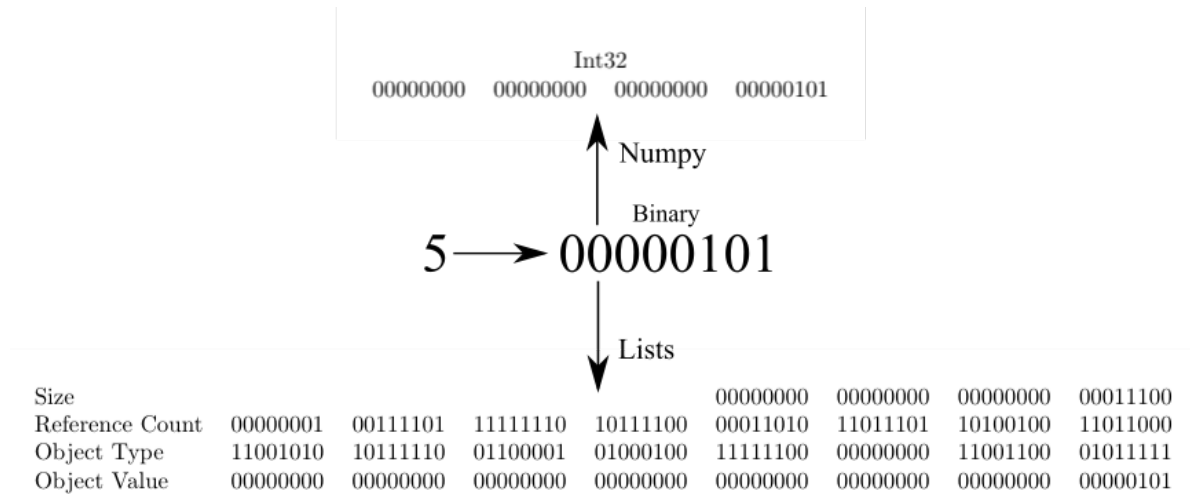 Int32
00000000 00000000 00000000 00000101
Numpy
Binary
5 00000101
Lists
Size 00000000 00000000 00000000 00011100
Reference Count 00000001 00111101 11111110 10111100 00011010 11011101 10100100 11011000
Object Type 11001010 10111110 01100001 01000100 11111100 00000000 11001100 01011111
Object Value 00000000 00000000 00000000 00000000 00000000 00000000 00000000 00000101